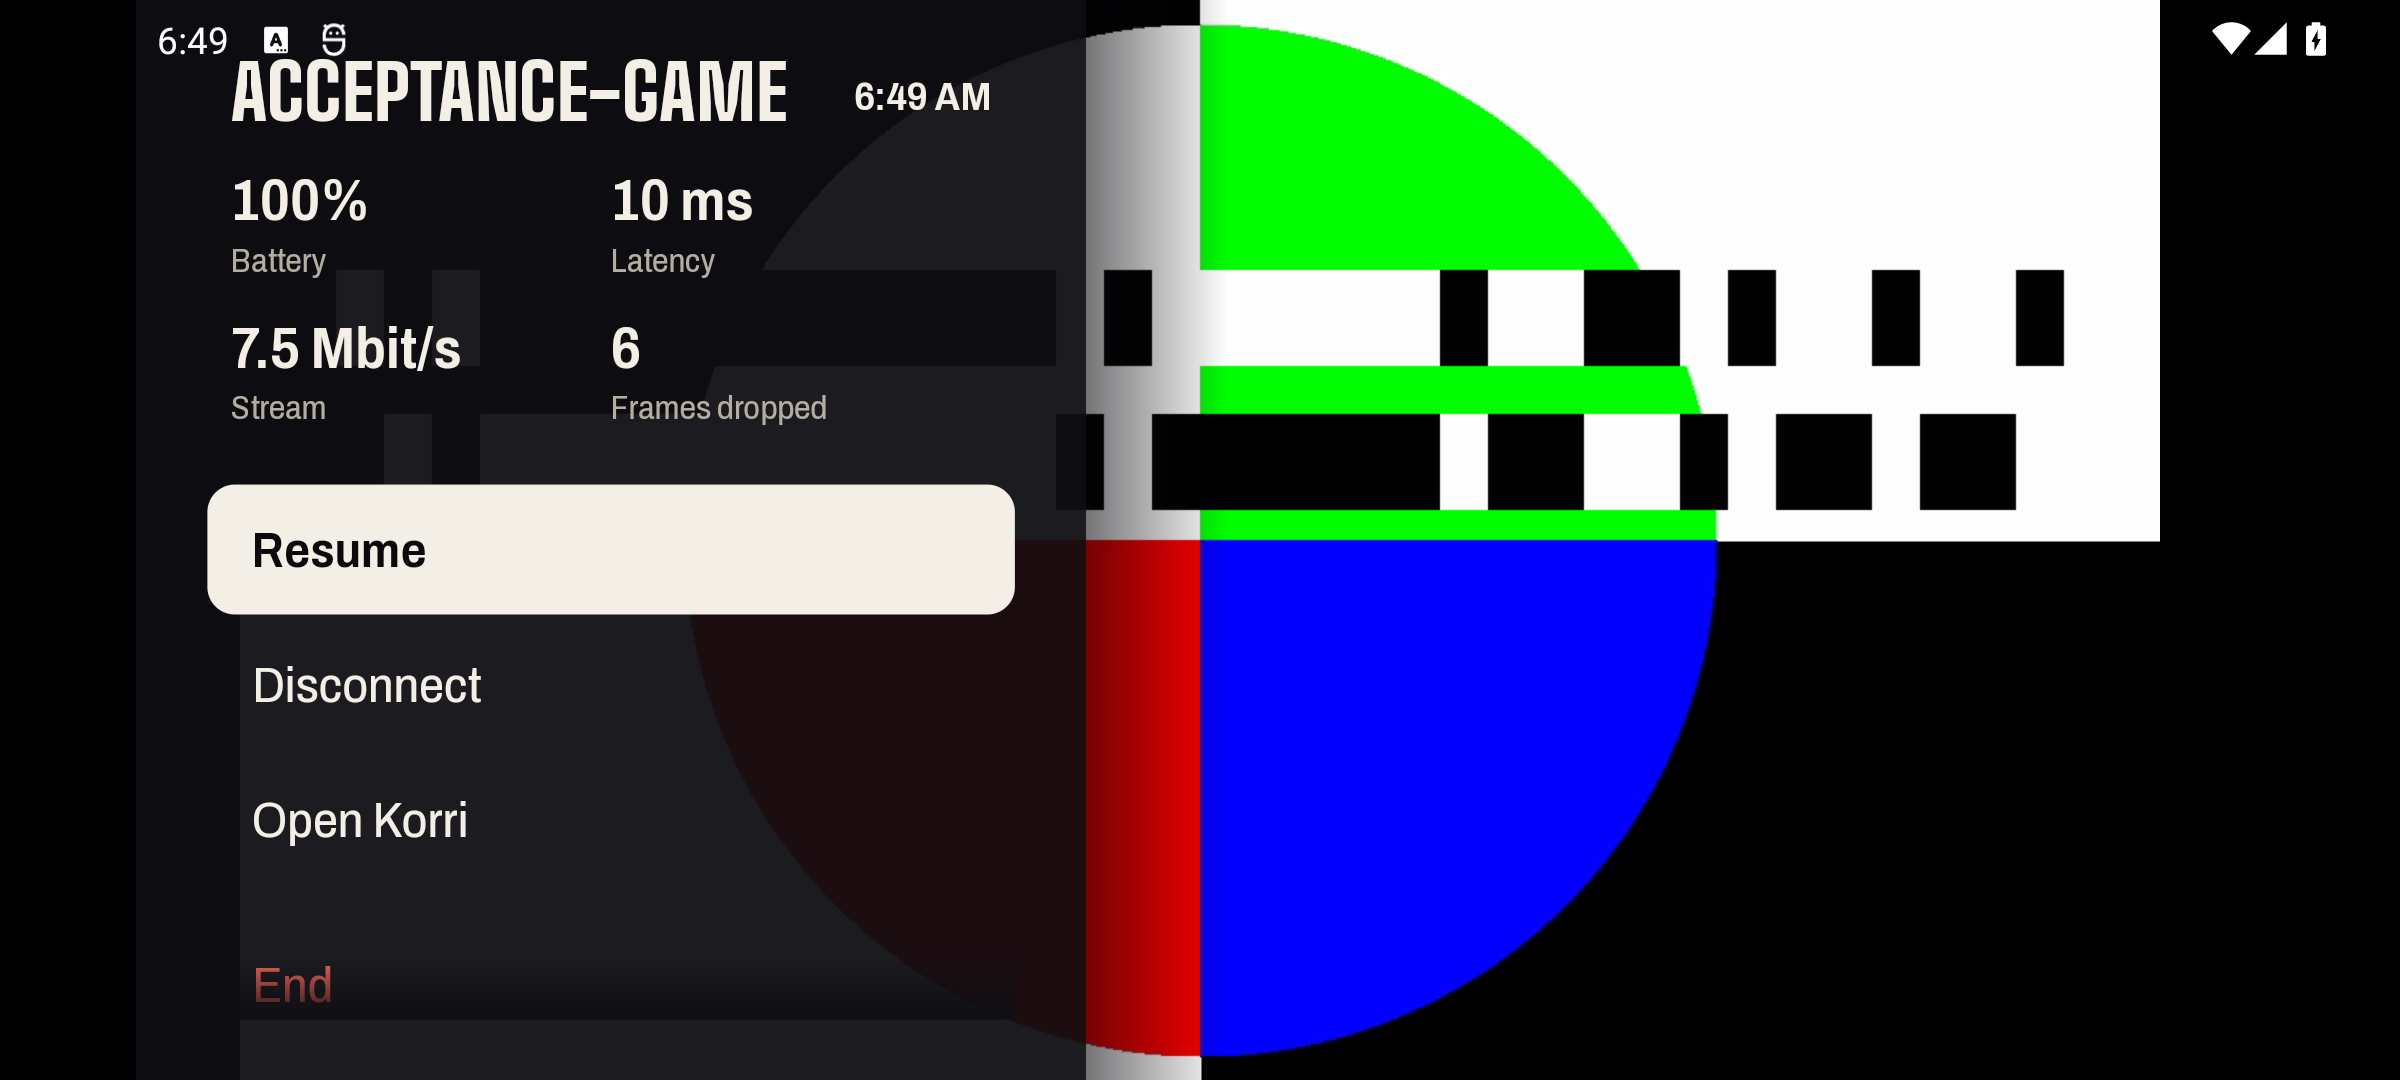 6:49
ACCEPTANCE-GAME
6:49 AM
100%
Battery
10 ms
Latency
7.5 Mbit/s
Stream
6
Frames dropped
Resume
Disconnect
Open Korri
End